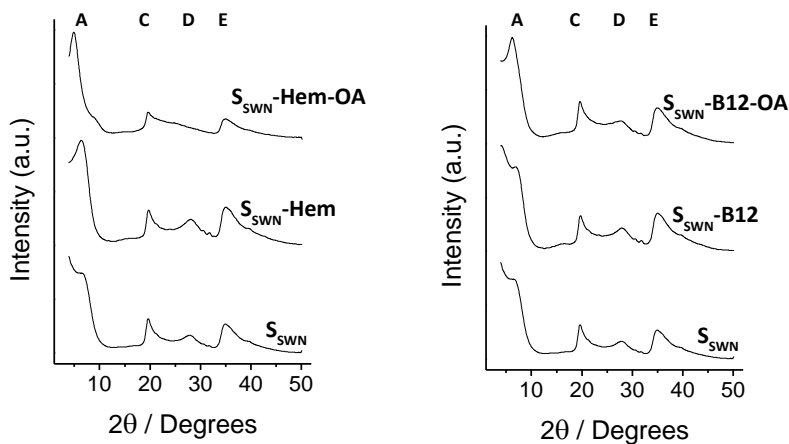 A C D E
S_SWN-Hem-OA
S_SWN-Hem
S_SWN
Intensity (a.u.)
10 20 30 40 50
2θ / Degrees
A C D E
S_SWN-B12-OA
S_SWN-B12
S_SWN
Intensity (a.u.)
10 20 30 40 50
2θ / Degrees